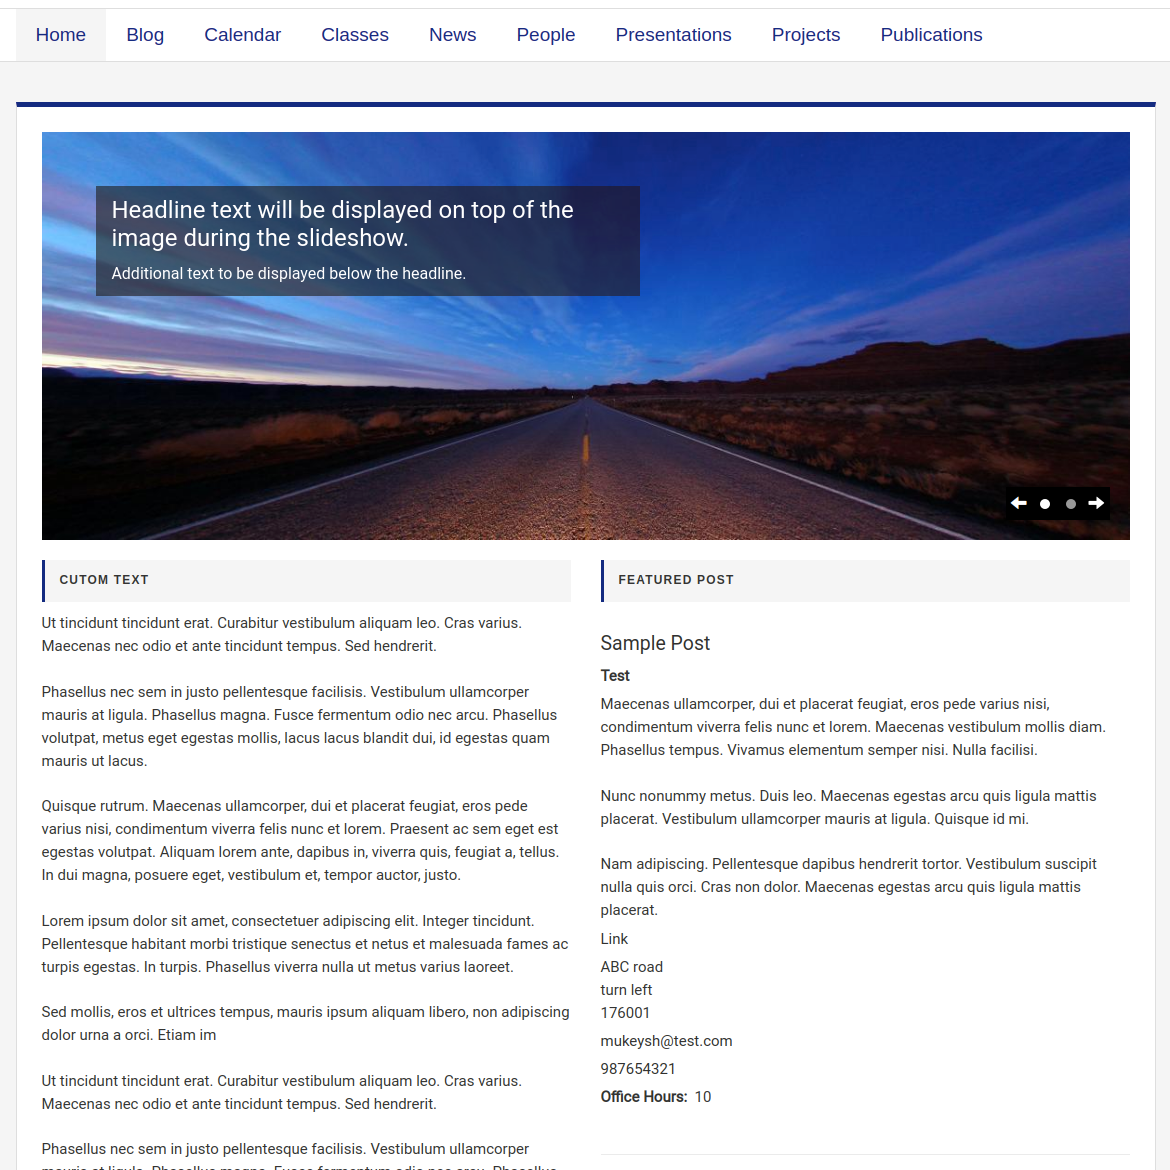 Home Blog Calendar Classes News People Presentations Projects Publications
Headline text will be displayed on top of the
image during the slideshow.
Additional text to be displayed below the headline.
CUTOM TEXT
Ut tincidunt tincidunt erat. Curabitur vestibulum aliquam leo. Cras varius.
Maecenas nec odio et ante tincidunt tempus. Sed hendrerit.
Phasellus nec sem in justo pellentesque facilisis. Vestibulum ullamcorper
mauris at ligula. Phasellus magna. Fusce fermentum odio nec arcu. Phasellus
volutpat, metus eget egestas mollis, lacus lacus blandit dui, id egestas quam
mauris ut lacus.
Quisque rutrum. Maecenas ullamcorper, dui et placerat feugiat, eros pede
varius nisi, condimentum viverra felis nunc et lorem. Praesent ac sem eget est
egestas volutpat. Aliquam lorem ante, dapibus in, viverra quis, feugiat a, tellus.
In dui magna, posuere eget, vestibulum et, tempor auctor, justo.
Lorem ipsum dolor sit amet, consectetuer adipiscing elit. Integer tincidunt.
Pellentesque habitant morbi tristique senectus et netus et malesuada fames ac
turpis egestas. In turpis. Phasellus viverra nulla ut metus varius laoreet.
Sed mollis, eros et ultrices tempus, mauris ipsum aliquam libero, non adipiscing
dolor urna a orci. Etiam im
Ut tincidunt tincidunt erat. Curabitur vestibulum aliquam leo. Cras varius.
Maecenas nec odio et ante tincidunt tempus. Sed hendrerit.
Phasellus nec sem in justo pellentesque facilisis. Vestibulum ullamcorper
mauris at ligula. Phasellus magna. Fusce fermentum odio nec arcu. Phasellus
FEATURED POST
Sample Post
Test
Maecenas ullamcorper, dui et placerat feugiat, eros pede varius nisi,
condimentum viverra felis nunc et lorem. Maecenas vestibulum mollis diam.
Phasellus tempus. Vivamus elementum semper nisi. Nulla facilisi.
Nunc nonummy metus. Duis leo. Maecenas egestas arcu quis ligula mattis
placerat. Vestibulum ullamcorper mauris at ligula. Quisque id mi.
Nam adipiscing. Pellentesque dapibus hendrerit tortor. Vestibulum suscipit
nulla quis orci. Cras non dolor. Maecenas egestas arcu quis ligula mattis
placerat.
Link
ABC road
turn left
176001
mukeysh@test.com
987654321
Office Hours: 10